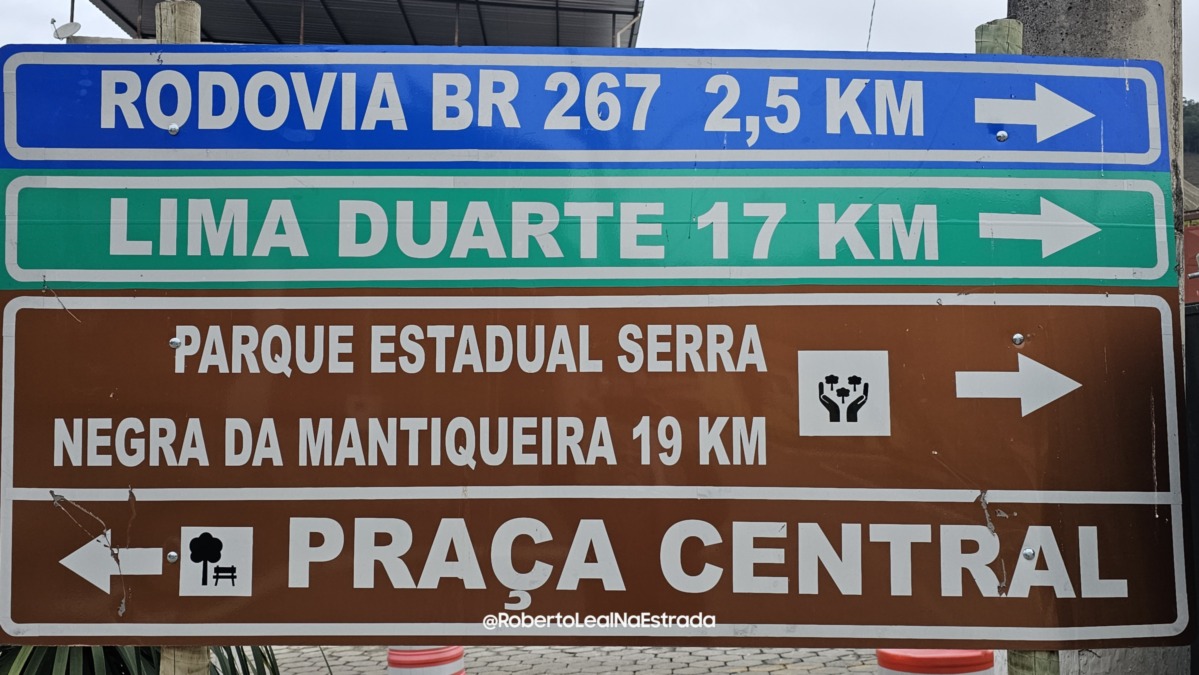 RODOVIA BR 267 2,5 KM
LIMA DUARTE 17 KM
PARQUE ESTADUAL SERRA
NEGRA DA MANTIQUEIRA 19 KM
PRAÇA CENTRAL
@RobertoLealNaEstrada